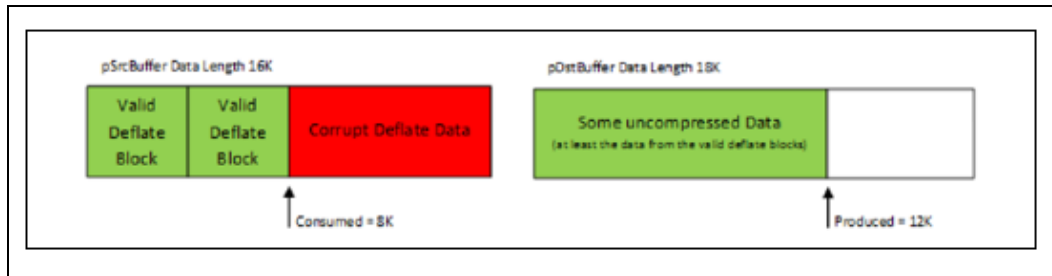 pSrcBuffer Data Length 16K
Valid
Deflate
Block
Valid
Deflate
Block
Corrupt Deflate Data
Consumed = 8K
pDstBuffer Data Length 18K
Some uncompressed Data
(at least the data from the valid deflate blocks)
Produced = 12K